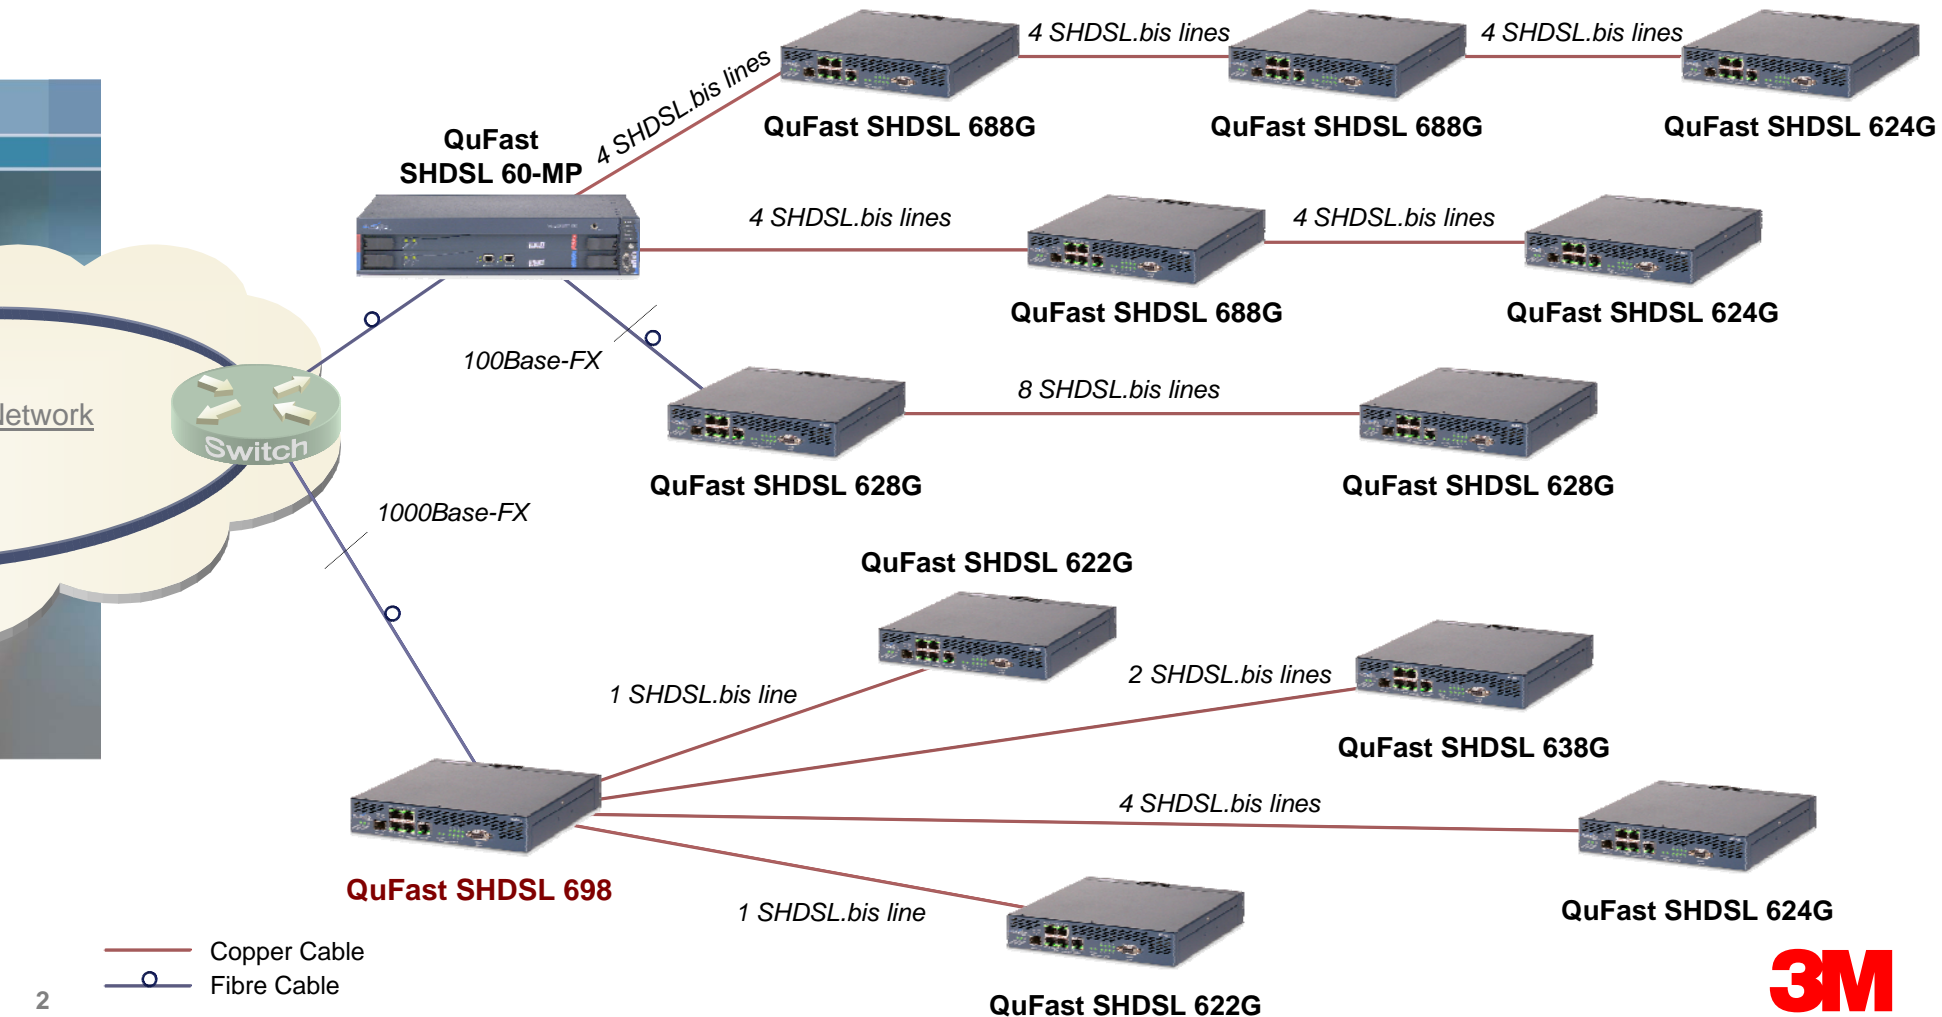 4 SHDSL.bis lines
4 SHDSL.bis lines
4 SHDSL.bis lines
QuFast SHDSL 688G
QuFast SHDSL 688G
QuFast SHDSL 624G
QuFast
SHDSL 60-MP
4 SHDSL.bis lines
4 SHDSL.bis lines
QuFast SHDSL 688G
QuFast SHDSL 624G
100Base-FX
8 SHDSL.bis lines
Network
Switch
QuFast SHDSL 628G
QuFast SHDSL 628G
1000Base-FX
QuFast SHDSL 622G
1 SHDSL.bis line
2 SHDSL.bis lines
QuFast SHDSL 638G
4 SHDSL.bis lines
QuFast SHDSL 698
1 SHDSL.bis line
QuFast SHDSL 624G
Copper Cable
Fibre Cable
2
QuFast SHDSL 622G
3M